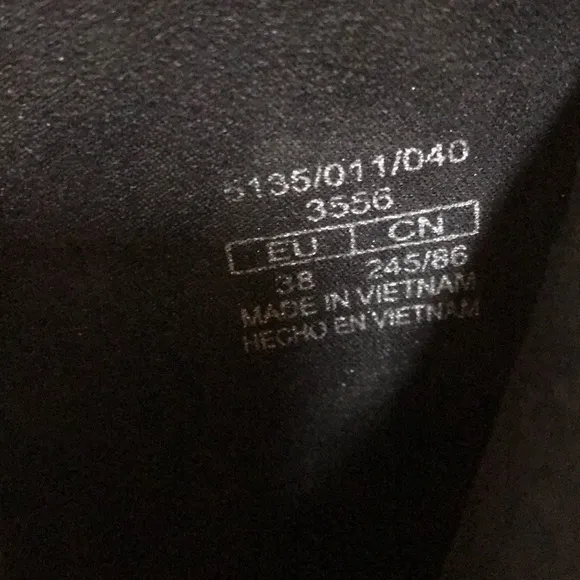 5135/011/040
3556
EU CN
38 245/86
MADE IN VIETNAM
HECHO EN VIETNAM